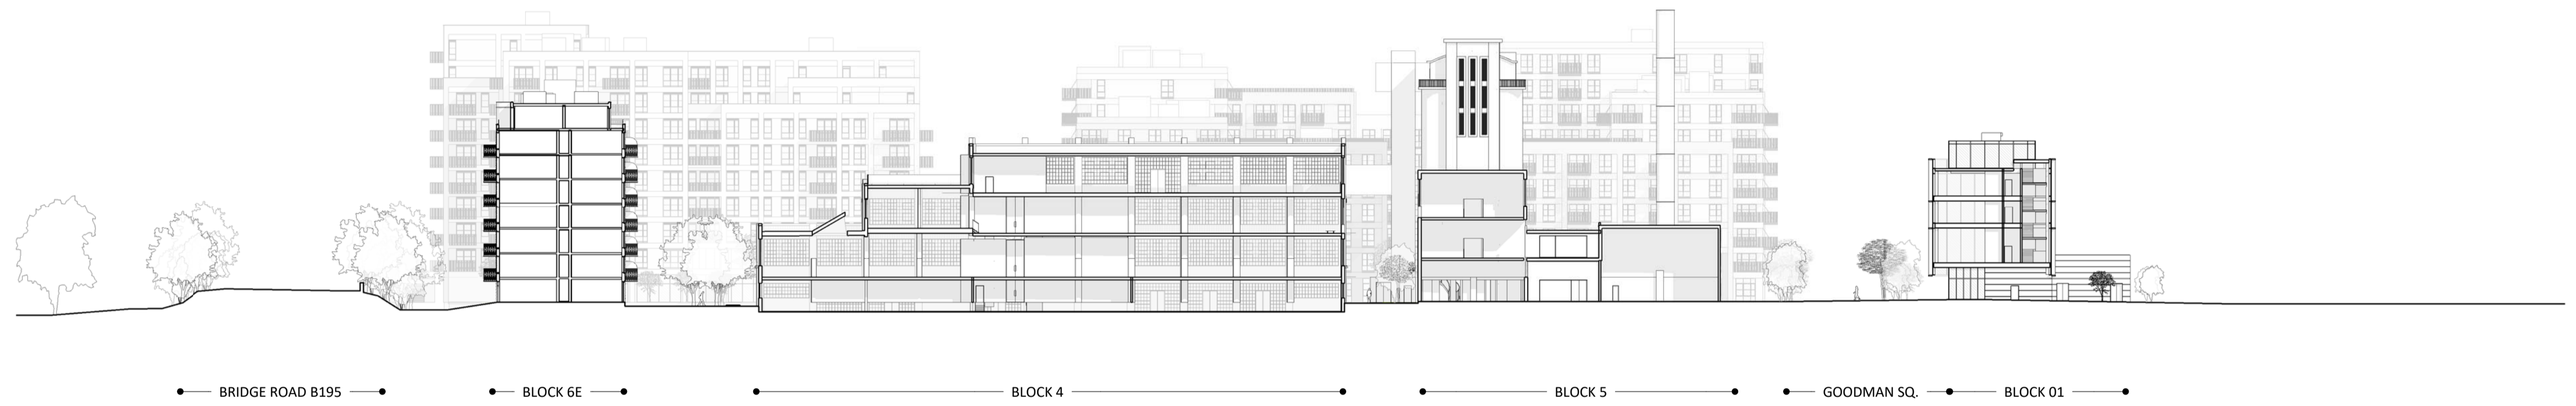 BRIDGE ROAD B195
BLOCK 6E
BLOCK 4
BLOCK 5
GOODMAN SQ.
BLOCK 01